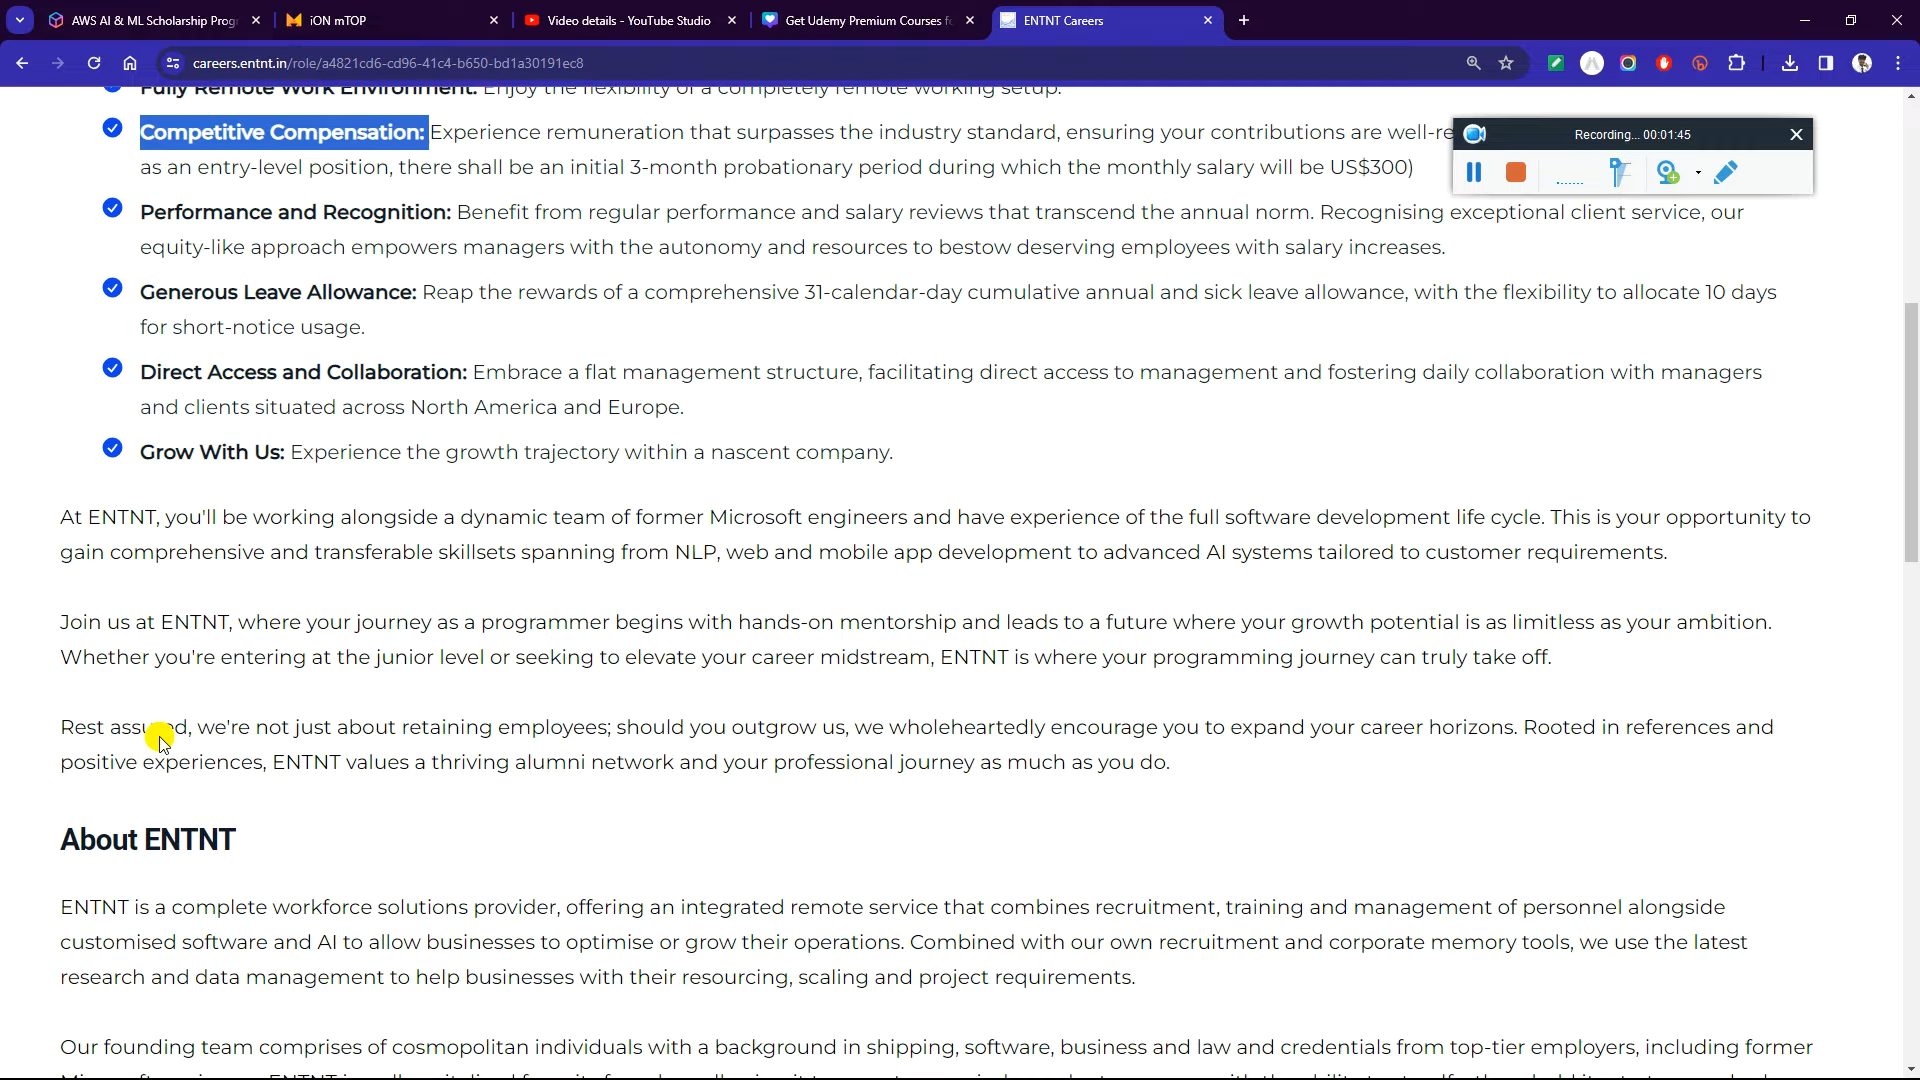 AWS AI & ML Scholarship Progr
iON mTOP
Video details - YouTube Studio
Get Udemy Premium Courses f
ENTNT Careers
careers.entnt.in/role/a4821cd6-cd96-41c4-b650-bd1a30191ec8
Fully Remote Work Environment: Enjoy the flexibility of a completely remote working setup.
Competitive Compensation: Experience remuneration that surpasses the industry standard, ensuring your contributions are well-re
Recording... 00:01:45
as an entry-level position, there shall be an initial 3-month probationary period during which the monthly salary will be US$300)
Performance and Recognition: Benefit from regular performance and salary reviews that transcend the annual norm. Recognising exceptional client service, our
equity-like approach empowers managers with the autonomy and resources to bestow deserving employees with salary increases.
Generous Leave Allowance: Reap the rewards of a comprehensive 31-calendar-day cumulative annual and sick leave allowance, with the flexibility to allocate 10 days
for short-notice usage.
Direct Access and Collaboration: Embrace a flat management structure, facilitating direct access to management and fostering daily collaboration with managers
and clients situated across North America and Europe.
Grow With Us: Experience the growth trajectory within a nascent company.
At ENTNT, you'll be working alongside a dynamic team of former Microsoft engineers and have experience of the full software development life cycle. This is your opportunity to
gain comprehensive and transferable skillsets spanning from NLP, web and mobile app development to advanced AI systems tailored to customer requirements.
Join us at ENTNT, where your journey as a programmer begins with hands-on mentorship and leads to a future where your growth potential is as limitless as your ambition.
Whether you're entering at the junior level or seeking to elevate your career midstream, ENTNT is where your programming journey can truly take off.
Rest assured, we're not just about retaining employees; should you outgrow us, we wholeheartedly encourage you to expand your career horizons. Rooted in references and
positive experiences, ENTNT values a thriving alumni network and your professional journey as much as you do.
About ENTNT
ENTNT is a complete workforce solutions provider, offering an integrated remote service that combines recruitment, training and management of personnel alongside
customised software and AI to allow businesses to optimise or grow their operations. Combined with our own recruitment and corporate memory tools, we use the latest
research and data management to help businesses with their resourcing, scaling and project requirements.
Our founding team comprises of cosmopolitan individuals with a background in shipping, software, business and law and credentials from top-tier employers, including former